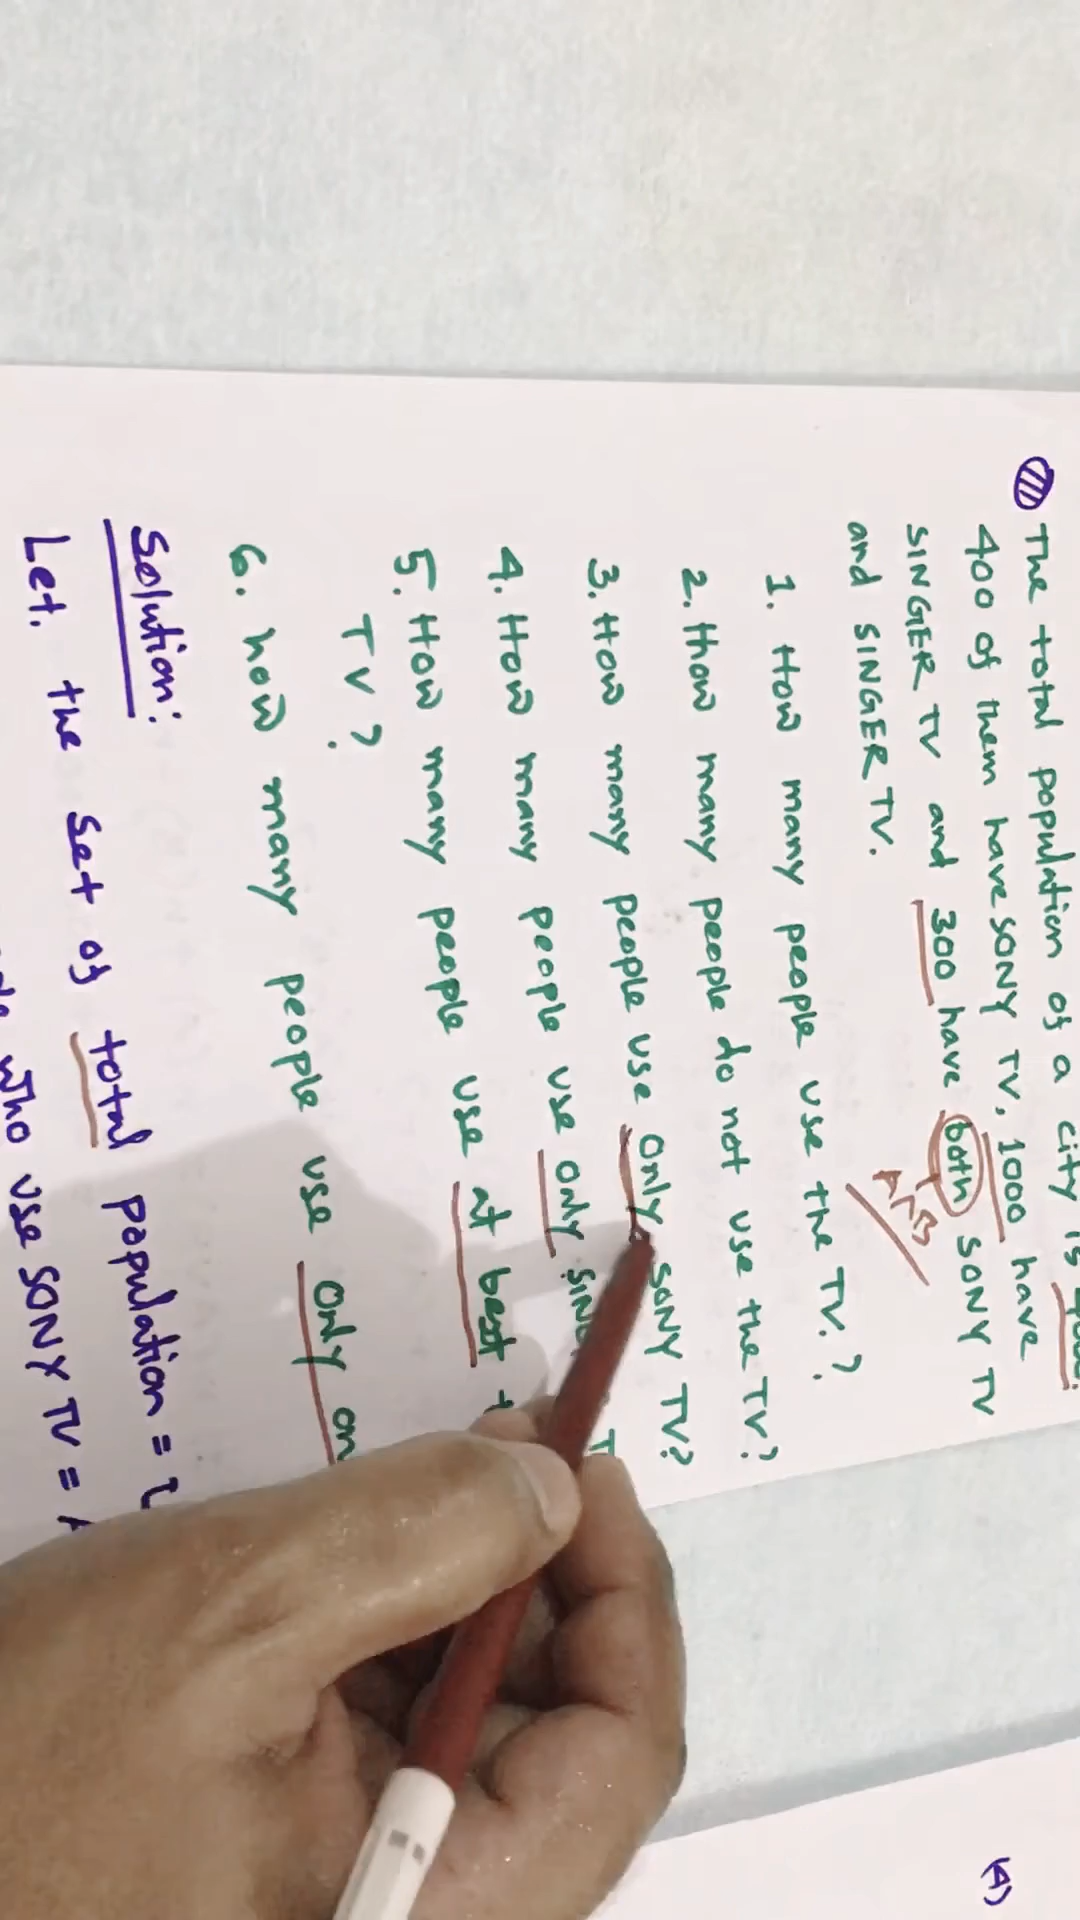 The total population of a city is
400 of them have SONY TV, 1000 have
SINGER TV and 300 have both SONY TV
and SINGER TV.
A∩B
1. How many people use the TV.?
2. How many people do not use the TV?
3. How many people use only SONY TV?
4. How many people use only
5. How many people use at best
TV?
6. how many people use only
Solution:
Let. the set of total population =
who use SONY TV =
(A)